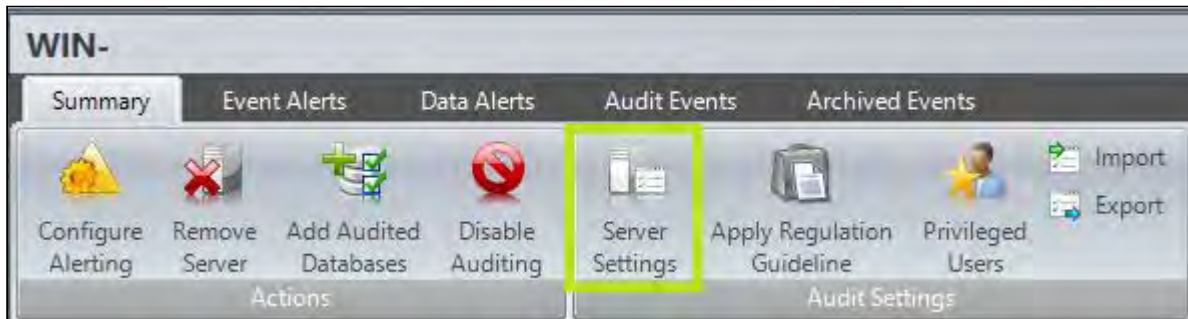 WIN-
Summary Event Alerts Data Alerts Audit Events Archived Events
Configure Alerting
Remove Server
Add Audited Databases
Disable Auditing
Server Settings
Apply Regulation Guideline
Privileged Users
Import
Export
Actions
Audit Settings